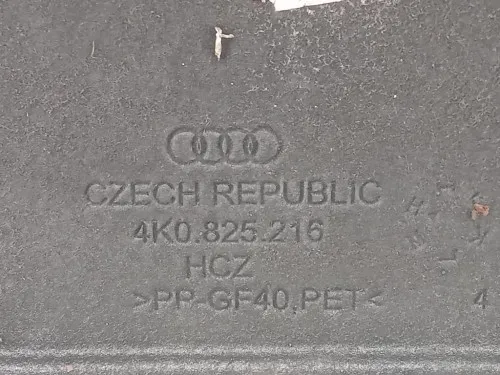 CZECH REPUBLIC
4K0.825.216
HCZ
>PP-GF40,PET<
4